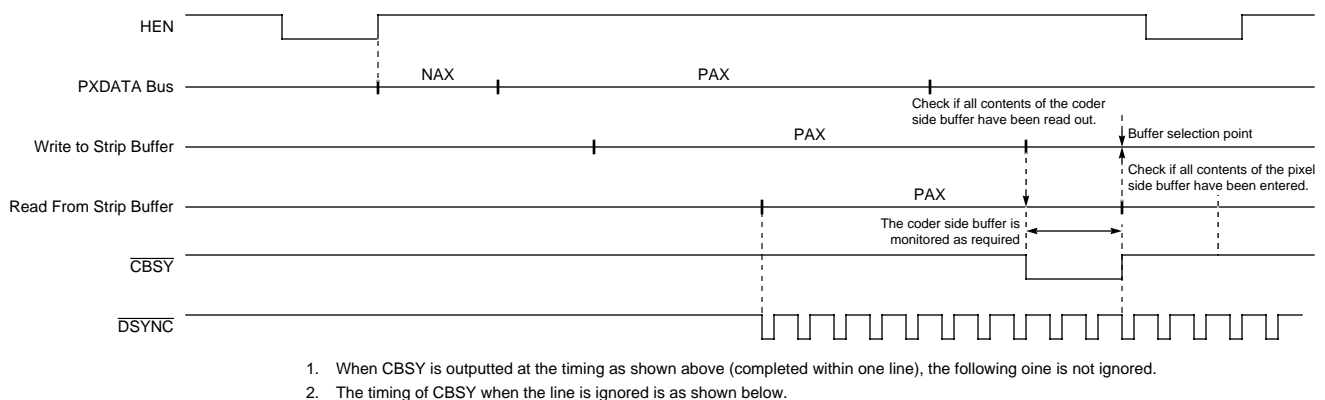 HEN
PXDATA Bus
NAX
PAX
Check if all contents of the coder
side buffer have been read out.
Write to Strip Buffer
PAX
Buffer selection point
Check if all contents of the pixel
side buffer have been entered.
Read From Strip Buffer
PAX
The coder side buffer is
monitored as required
CBSY
DSYNC
1. When CBSY is outputted at the timing as shown above (completed within one line), the following oine is not ignored.
2. The timing of CBSY when the line is ignored is as shown below.